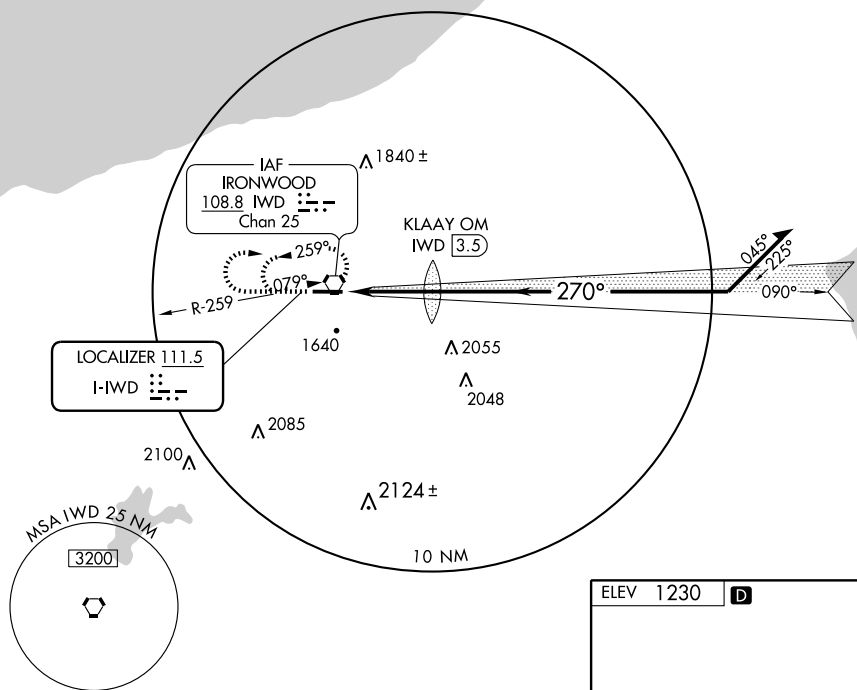 IAF
IRONWOOD
108.8 IWD
Chan 25
1840 ±
KLAAY OM
IWD 3.5
259°
079°
R-259
045°
225°
270°
090°
1640
LOCALIZER 111.5
I-IWD
2055
2048
2085
2100
2124 ±
MSA IWD 25 NM
3200
10 NM
ELEV 1230 D